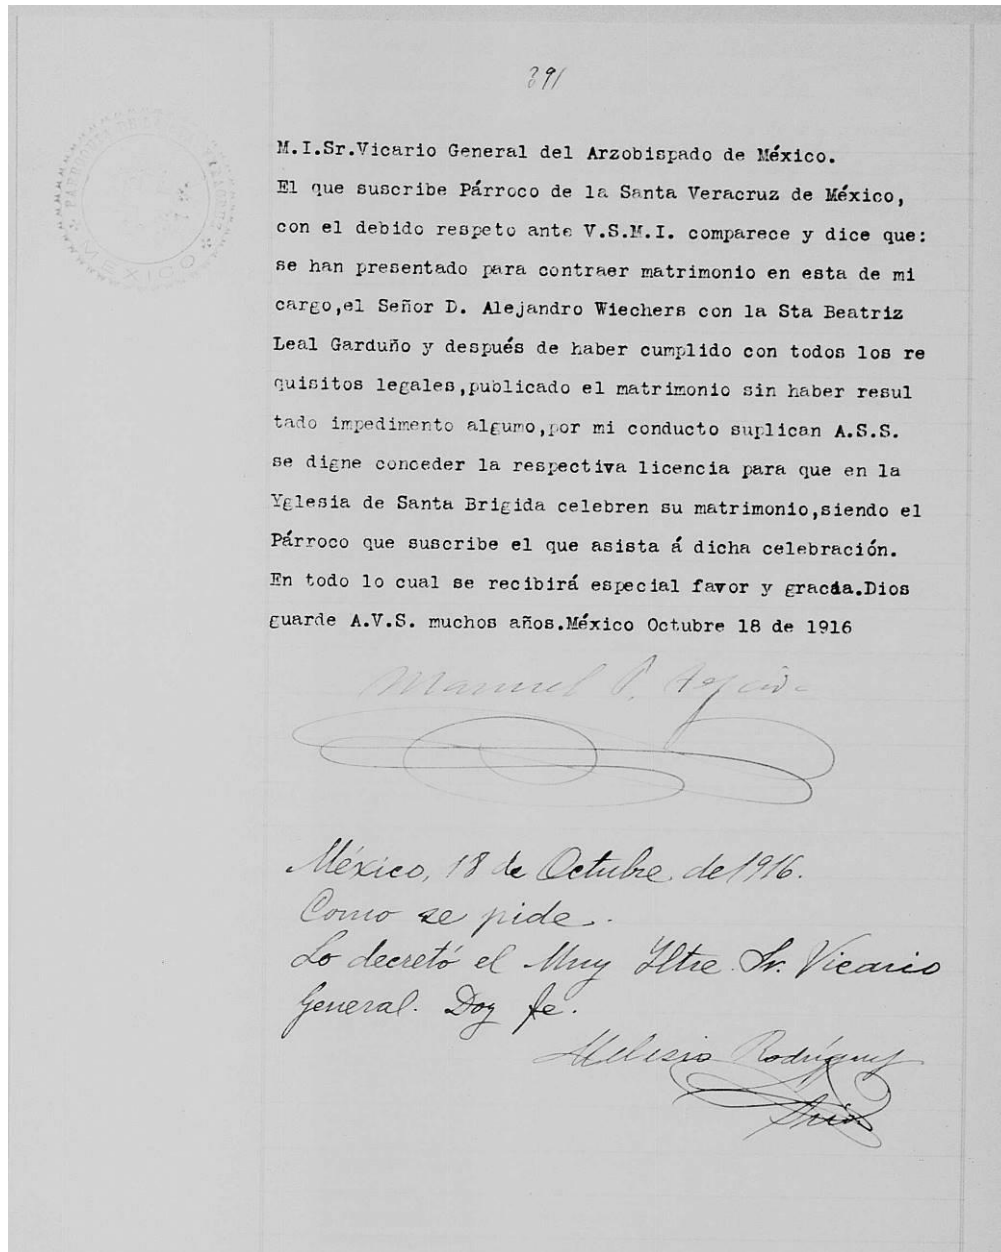 391
M.I.Sr.Vicario General del Arzobispado de México.
El que suscribe Párroco de la Santa Veracruz de México,
con el debido respeto ante V.S.M.I. comparece y dice que:
se han presentado para contraer matrimonio en esta de mi
cargo,el Señor D. Alejandro Wiechers con la Sta Beatriz
Leal Garduño y después de haber cumplido con todos los re
quisitos legales,publicado el matrimonio sin haber resul
tado impedimento algumo,por mi conducto suplican A.S.S.
se digne conceder la respectiva licencia para que en la
Yglesia de Santa Brigida celebren su matrimonio,siendo el
Párroco que suscribe el que asista á dicha celebración.
En todo lo cual se recibirá especial favor y gracia.Dios
guarde A.V.S. muchos años.México Octubre 18 de 1916
Manuel P.
México, 18 de Octubre de 1916.
Como se pide.
Lo decretó el Muy Iltre. Sr. Vicario
General. Doy fe.
Melesio Rodríguez
Srio
MEXICO